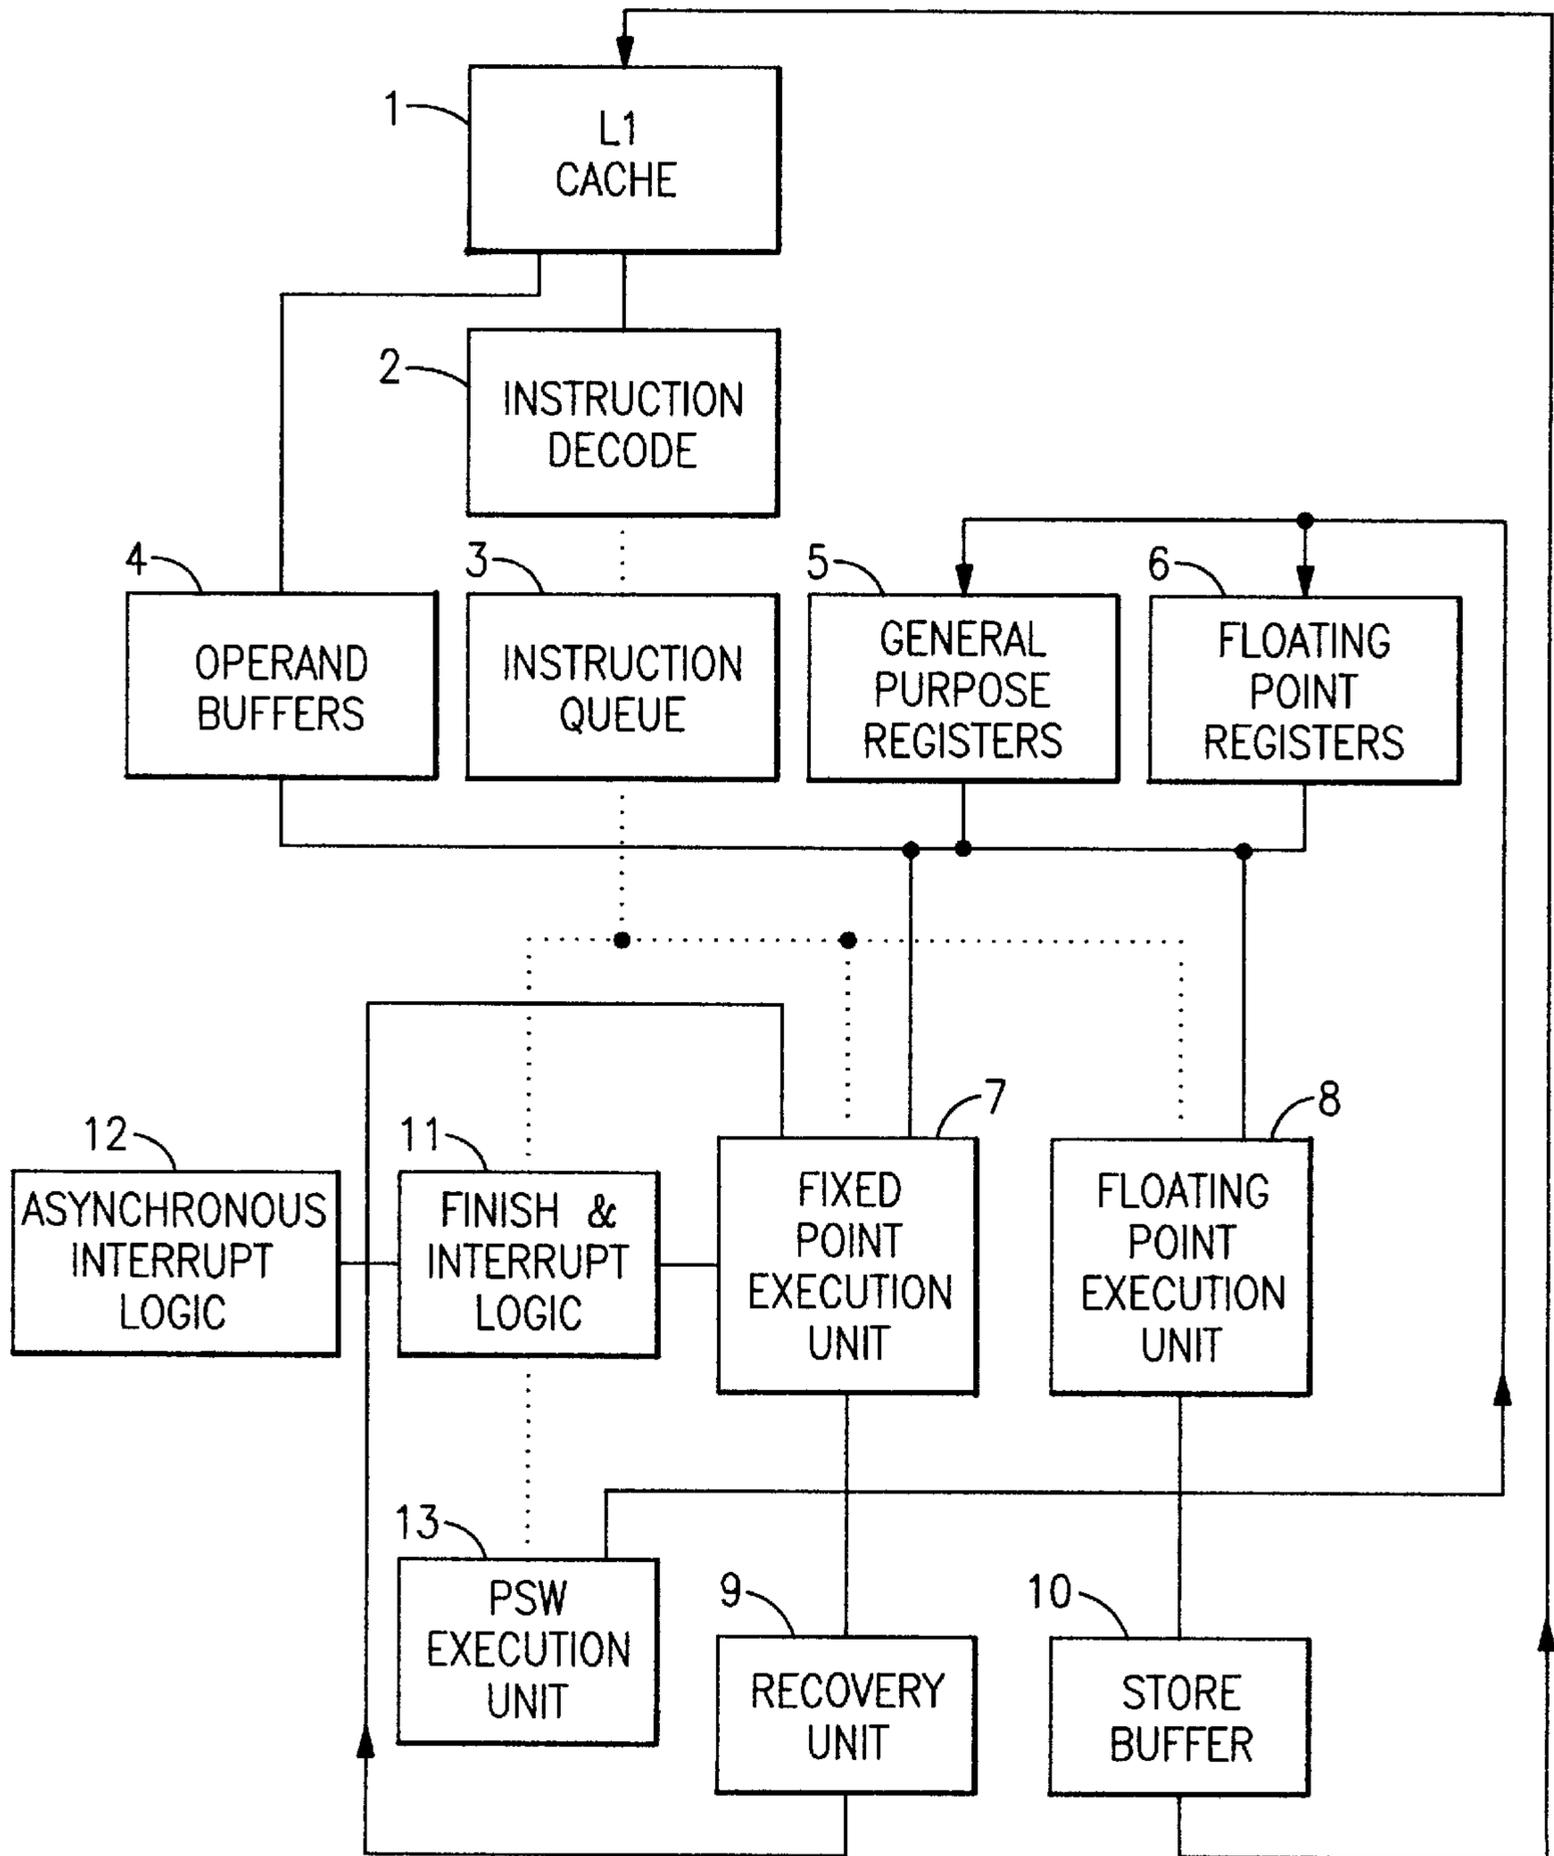 1
L1
CACHE
2
INSTRUCTION
DECODE
4
OPERAND
BUFFERS
3
INSTRUCTION
QUEUE
5
GENERAL
PURPOSE
REGISTERS
6
FLOATING
POINT
REGISTERS
12
ASYNCHRONOUS
INTERRUPT
LOGIC
11
FINISH &
INTERRUPT
LOGIC
7
FIXED
POINT
EXECUTION
UNIT
8
FLOATING
POINT
EXECUTION
UNIT
13
PSW
EXECUTION
UNIT
9
RECOVERY
UNIT
10
STORE
BUFFER